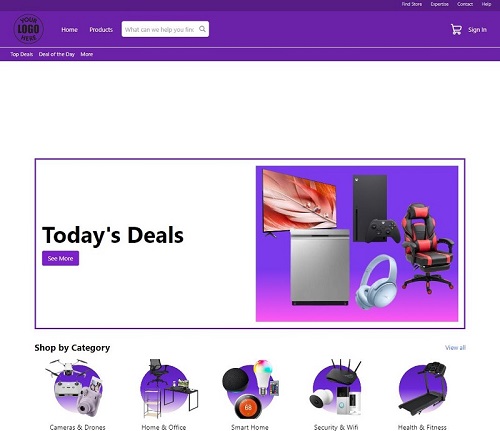 Find Store Expertise Contact Help
YOUR
LOGO
HERE
Home Products What can we help you find Sign In
Top Deals Deal of the Day More
Today's Deals
See More
Shop by Category View all
68
Cameras & Drones Home & Office Smart Home Security & Wifi Health & Fitness